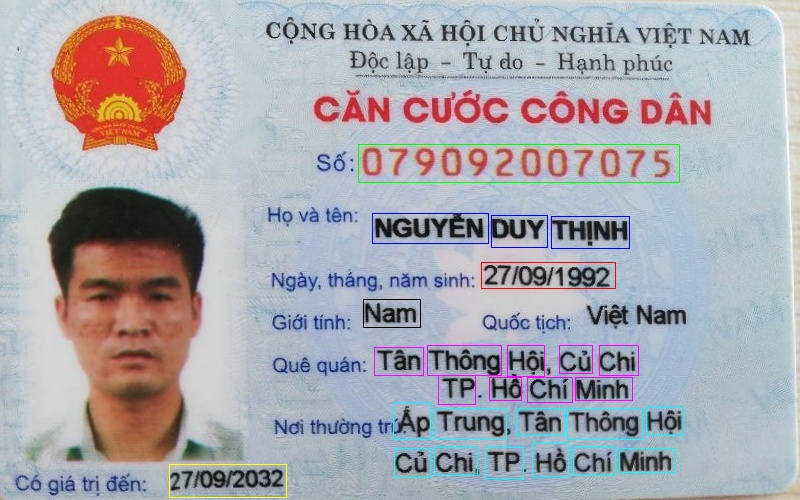 CỘNG HÒA XÃ HỘI CHỦ NGHĨA VIỆT NAM
Độc lập - Tự do - Hạnh phúc
CĂN CƯỚC CÔNG DÂN
Số: 079092007075
Họ và tên: NGUYỄN DUY THỊNH
Ngày, tháng, năm sinh: 27/09/1992
Giới tính: Nam Quốc tịch: Việt Nam
Quê quán: Tân Thông Hội, Củ Chi
TP. Hồ Chí Minh
Nơi thường trú: Ấp Trung, Tân Thông Hội
Củ Chi, TP. Hồ Chí Minh
Có giá trị đến: 27/09/2032